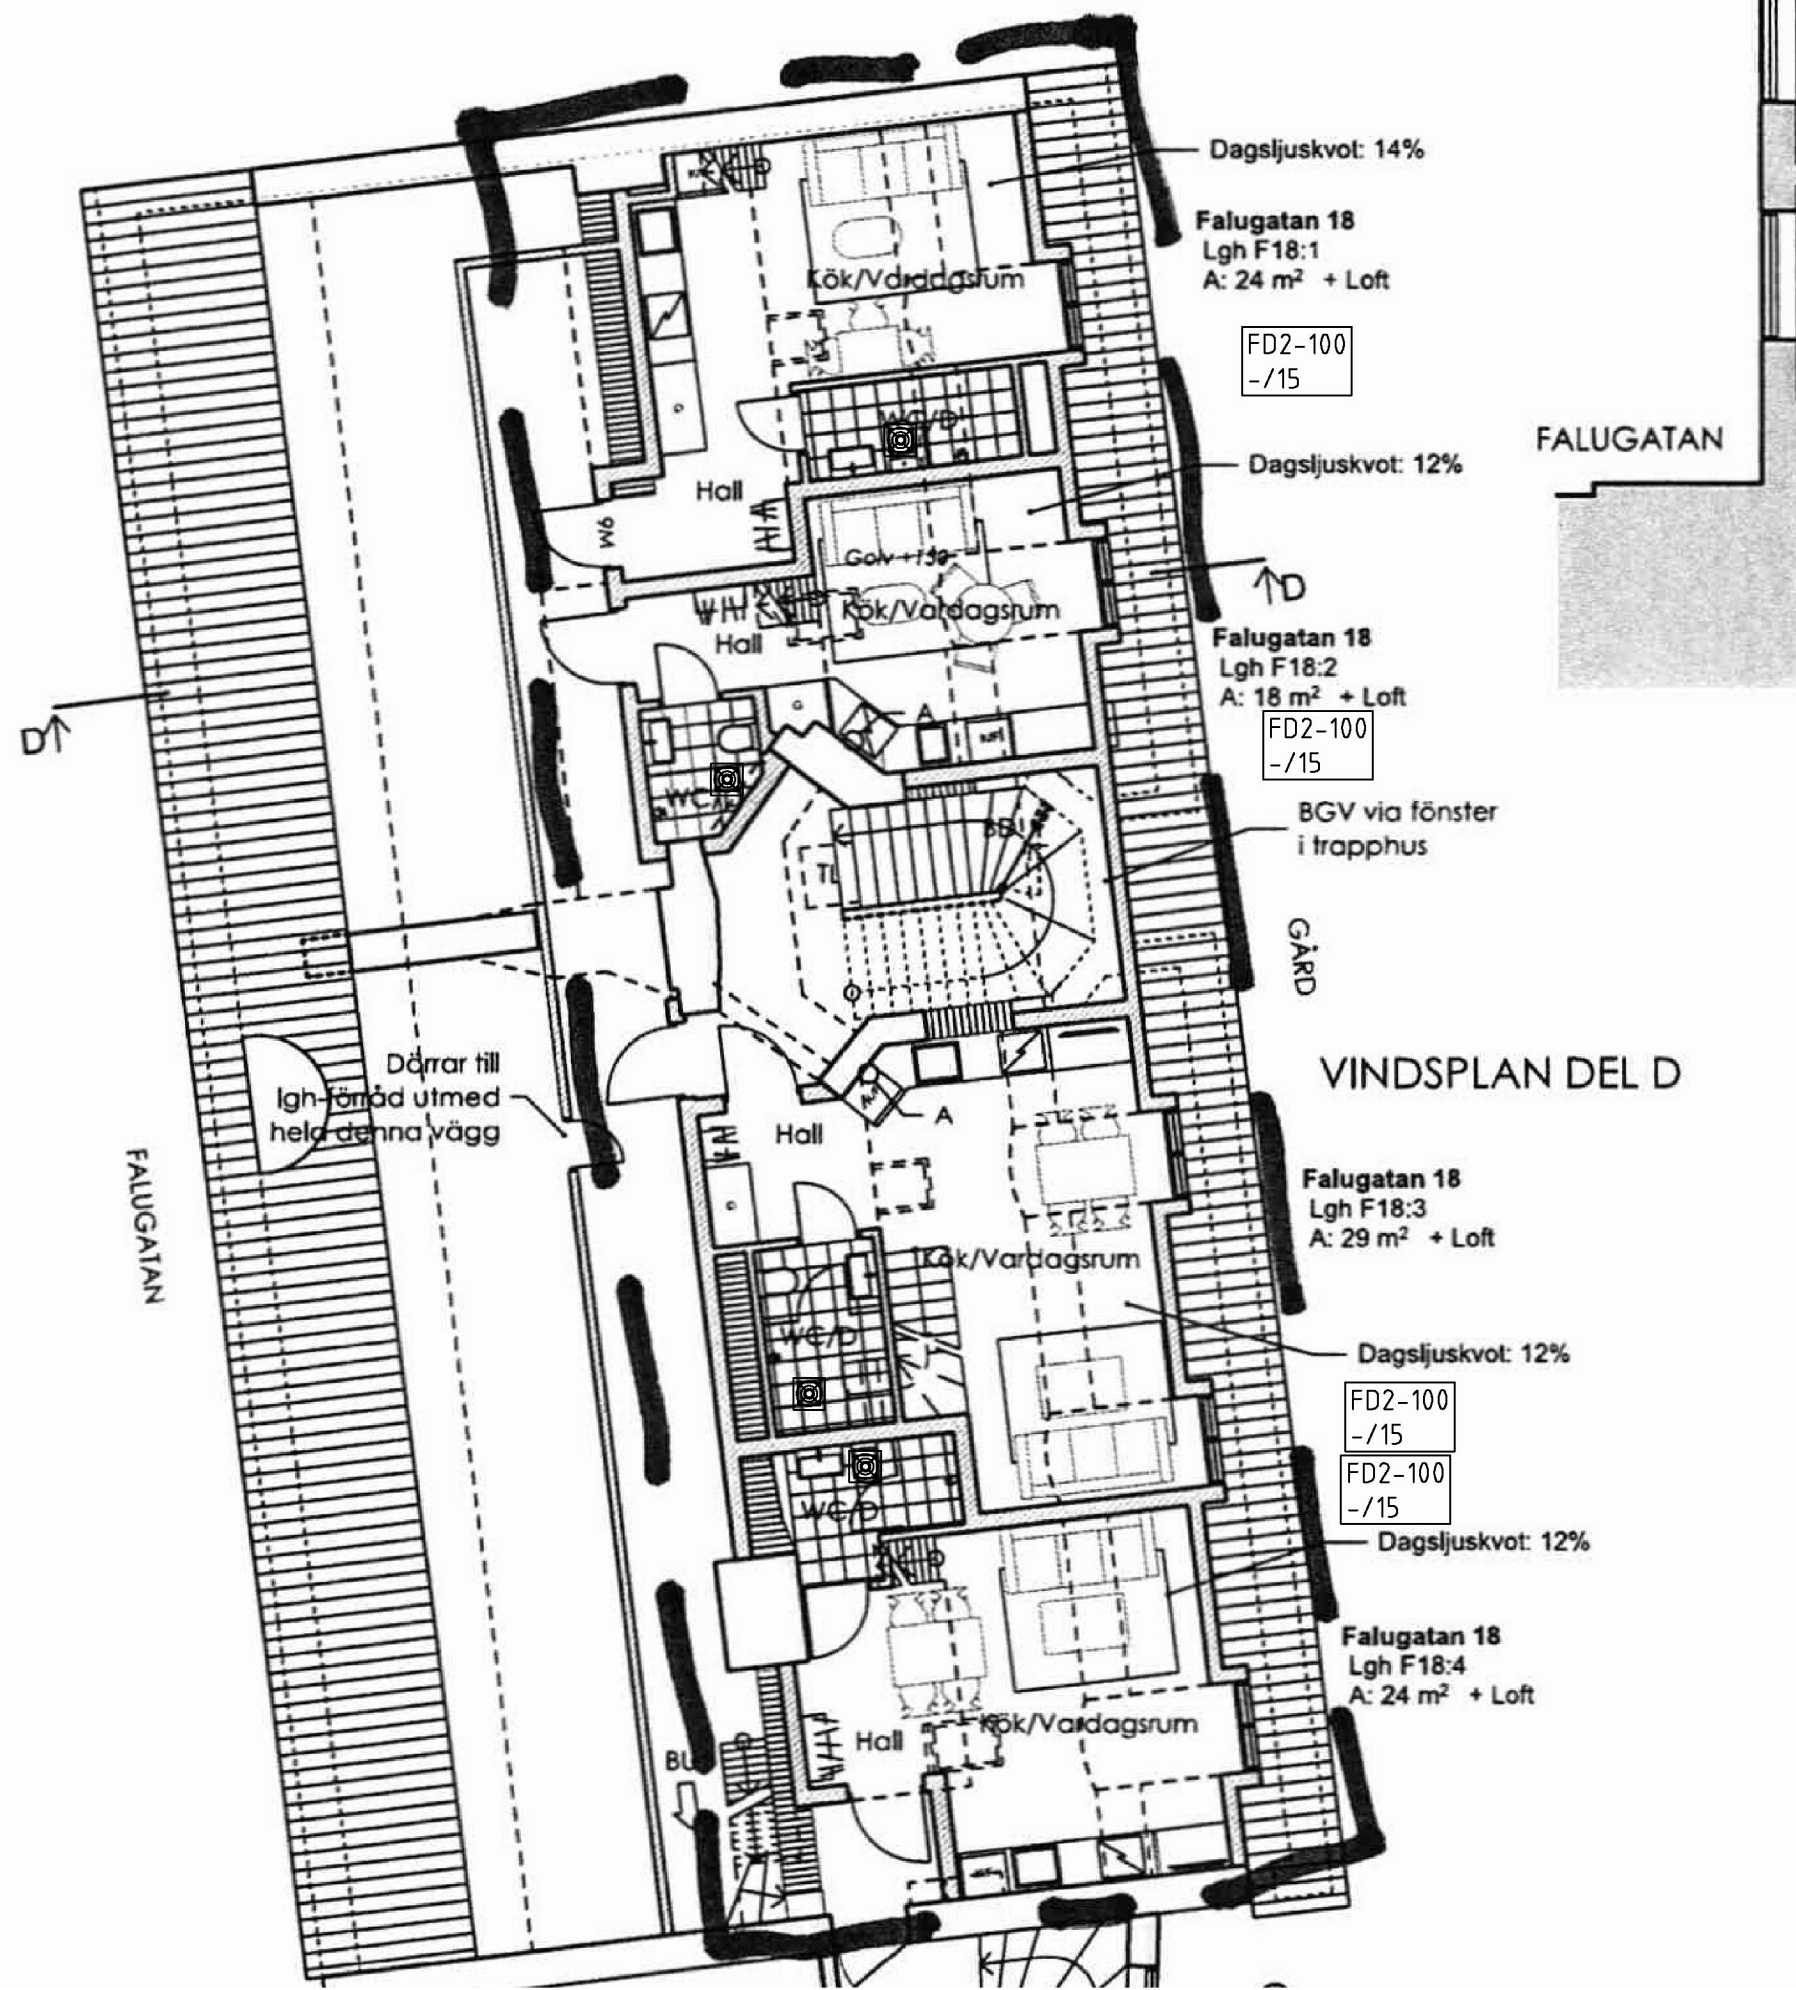 Dagsljuskvot: 14%
Falugatan 18
Lgh F18:1
A: 24 m² + Loft
Kök/Vardagsrum
FD2-100
-/15
FALUGATAN
WC/D
Dagsljuskvot: 12%
Hall
9M
Golv +150
D
Kök/Vardagsrum
Hall
Falugatan 18
Lgh F18:2
A: 18 m² + Loft
D
A
FD2-100
-/15
WC
BGV via fönster
i trapphus
TL
GÅRD
Dörrar till
lgh-förråd utmed
hela denna vägg
VINDSPLAN DEL D
A
Hall
FALUGATAN
Falugatan 18
Lgh F18:3
A: 29 m² + Loft
Kök/Vardagsrum
WC/D
Dagsljuskvot: 12%
FD2-100
-/15
FD2-100
-/15
WC/D
Dagsljuskvot: 12%
Falugatan 18
Lgh F18:4
A: 24 m² + Loft
Kök/Vardagsrum
Hall